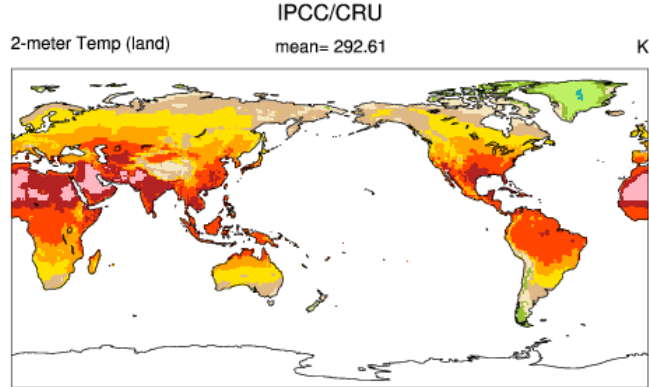 IPCC/CRU
2-meter Temp (land) mean= 292.61 K